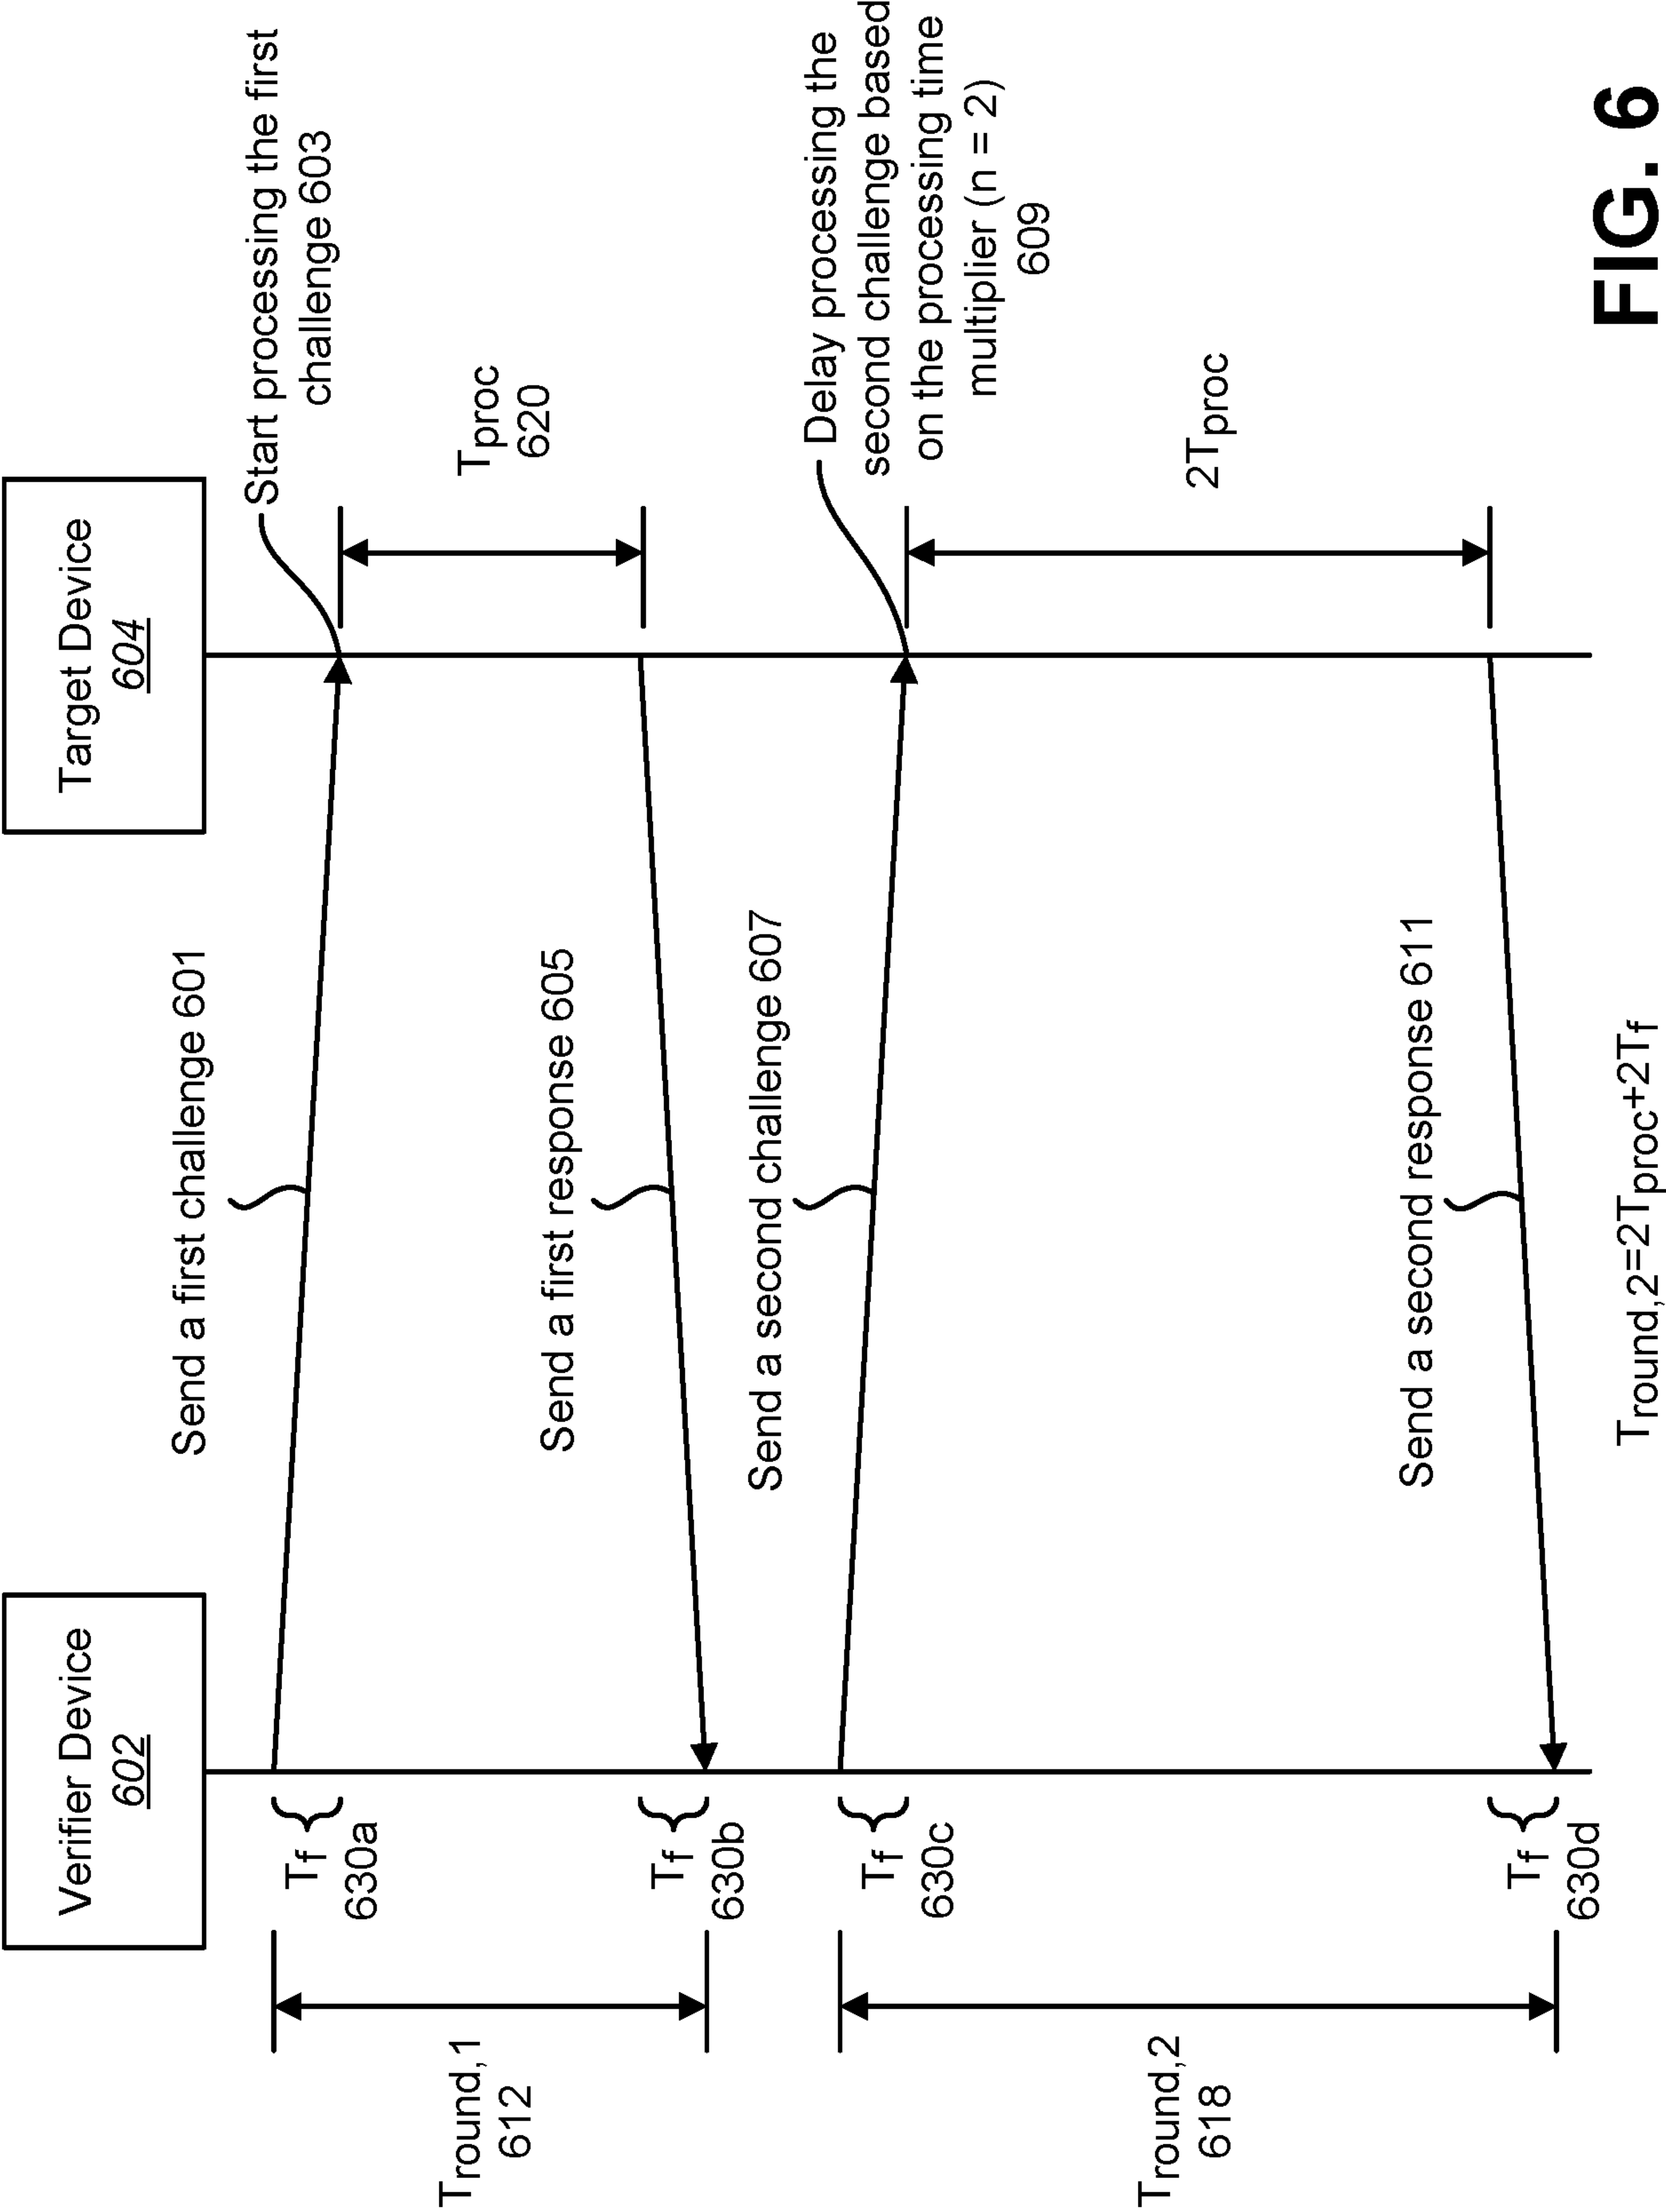 Verifier Device
602
Target Device
604
Send a first challenge 601
Start processing the first
challenge 603
Tf
630a
Tround,1
612
Tproc
620
Send a first response 605
Tf
630b
Send a second challenge 607
Delay processing the
second challenge based
on the processing time
multiplier (n = 2)
609
Tf
630c
Tround,2
618
2Tproc
Send a second response 611
Tf
630d
Tround,2=2Tproc+2Tf
FIG. 6